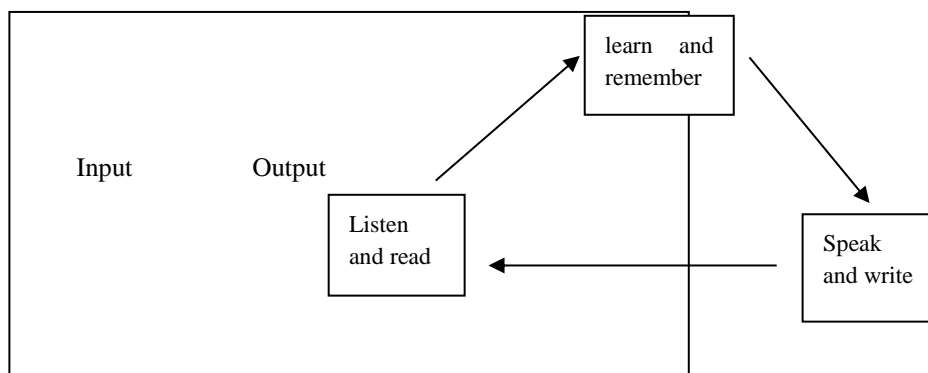 learn and
remember
Input Output
Listen
and read
Speak
and write